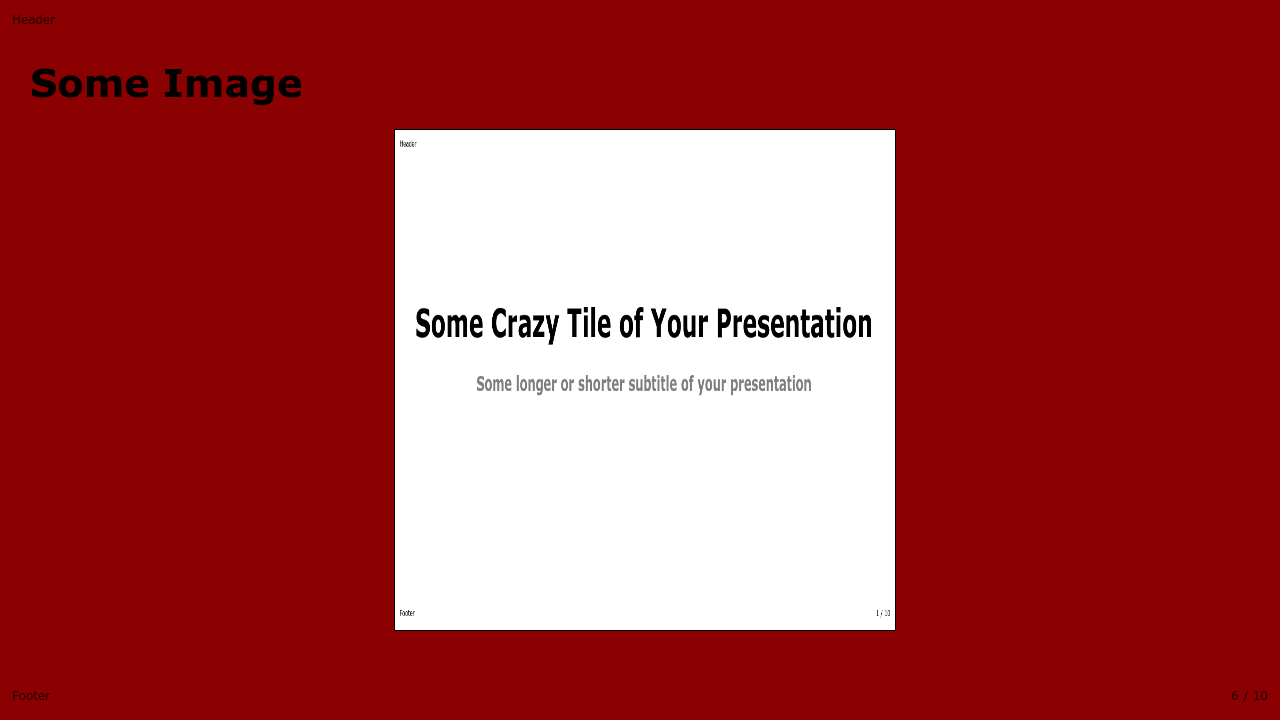 Header
Some Image
Header
Some Crazy Tile of Your Presentation
Some longer or shorter subtitle of your presentation
Footer
1 / 10
Footer
6 / 10